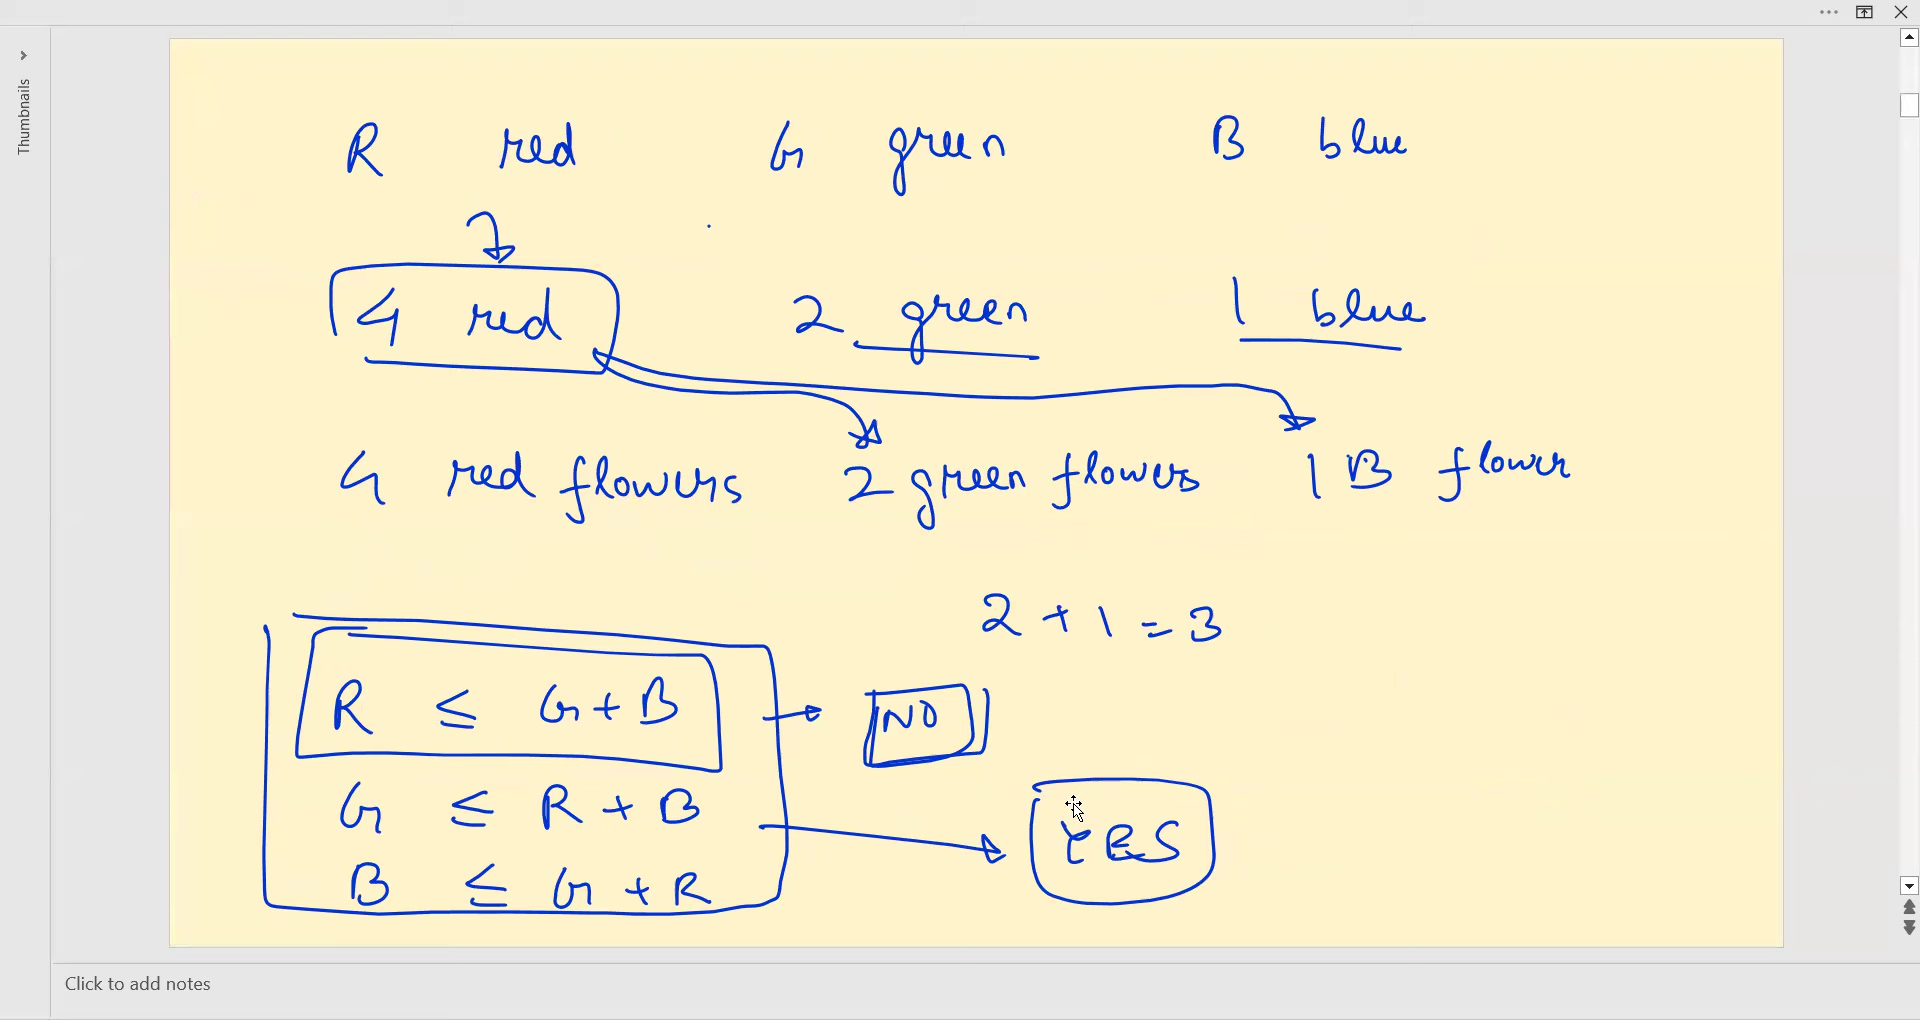 Thumbnails
R red G green B blue
4 red 2 green 1 blue
4 red flowers 2 green flowers 1 B flower
2 + 1 = 3
R ≤ G + B NO
G ≤ R + B
YES
B ≤ G + R
Click to add notes